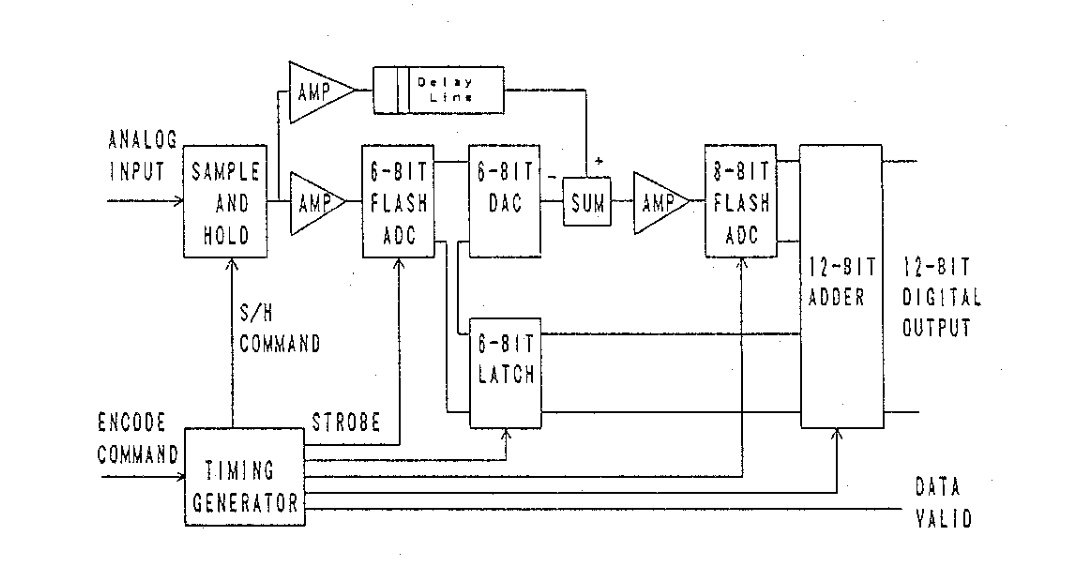 AMP
Delay
Line
ANALOG
INPUT
SAMPLE
AND
HOLD
AMP
6-BIT
FLASH
ADC
6-BIT
DAC
-
+
SUM
AMP
8-BIT
FLASH
ADC
12-BIT
ADDER
12-BIT
DIGITAL
OUTPUT
S/H
COMMAND
6-BIT
LATCH
ENCODE
COMMAND
STROBE
TIMING
GENERATOR
DATA
VALID